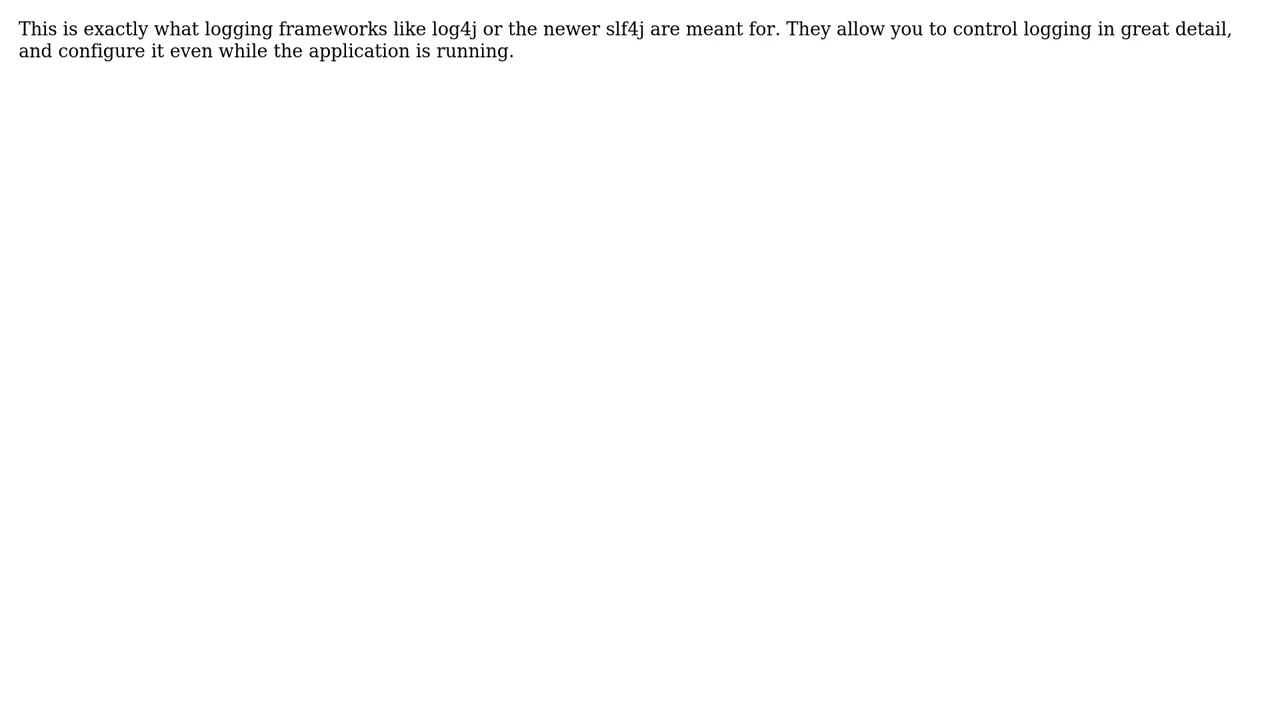 This is exactly what logging frameworks like log4j or the newer slf4j are meant for. They allow you to control logging in great detail,
and configure it even while the application is running.